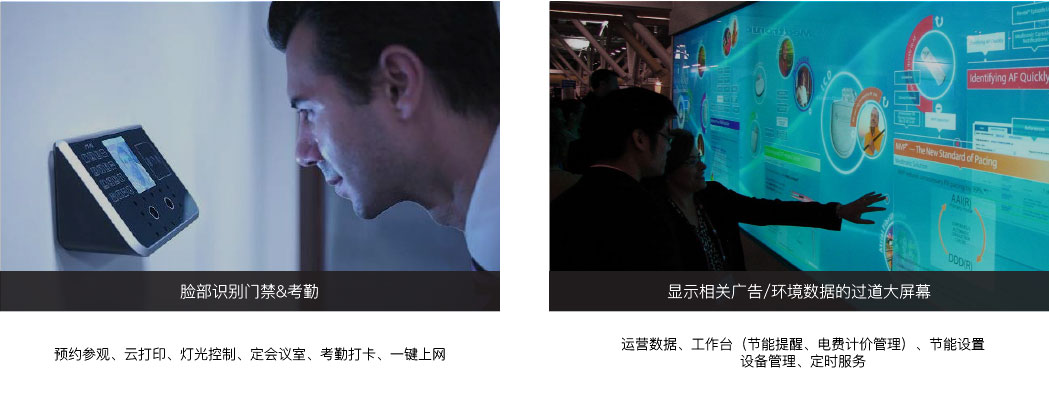 脸部识别门禁&考勤
预约参观、云打印、灯光控制、定会议室、考勤打卡、一键上网
Identifying AF Quickly
MVP® — The New Standard of Pacing
AAI(R)
DDD(R)
显示相关广告/环境数据的过道大屏幕
运营数据、工作台（节能提醒、电费计价管理）、节能设置
设备管理、定时服务